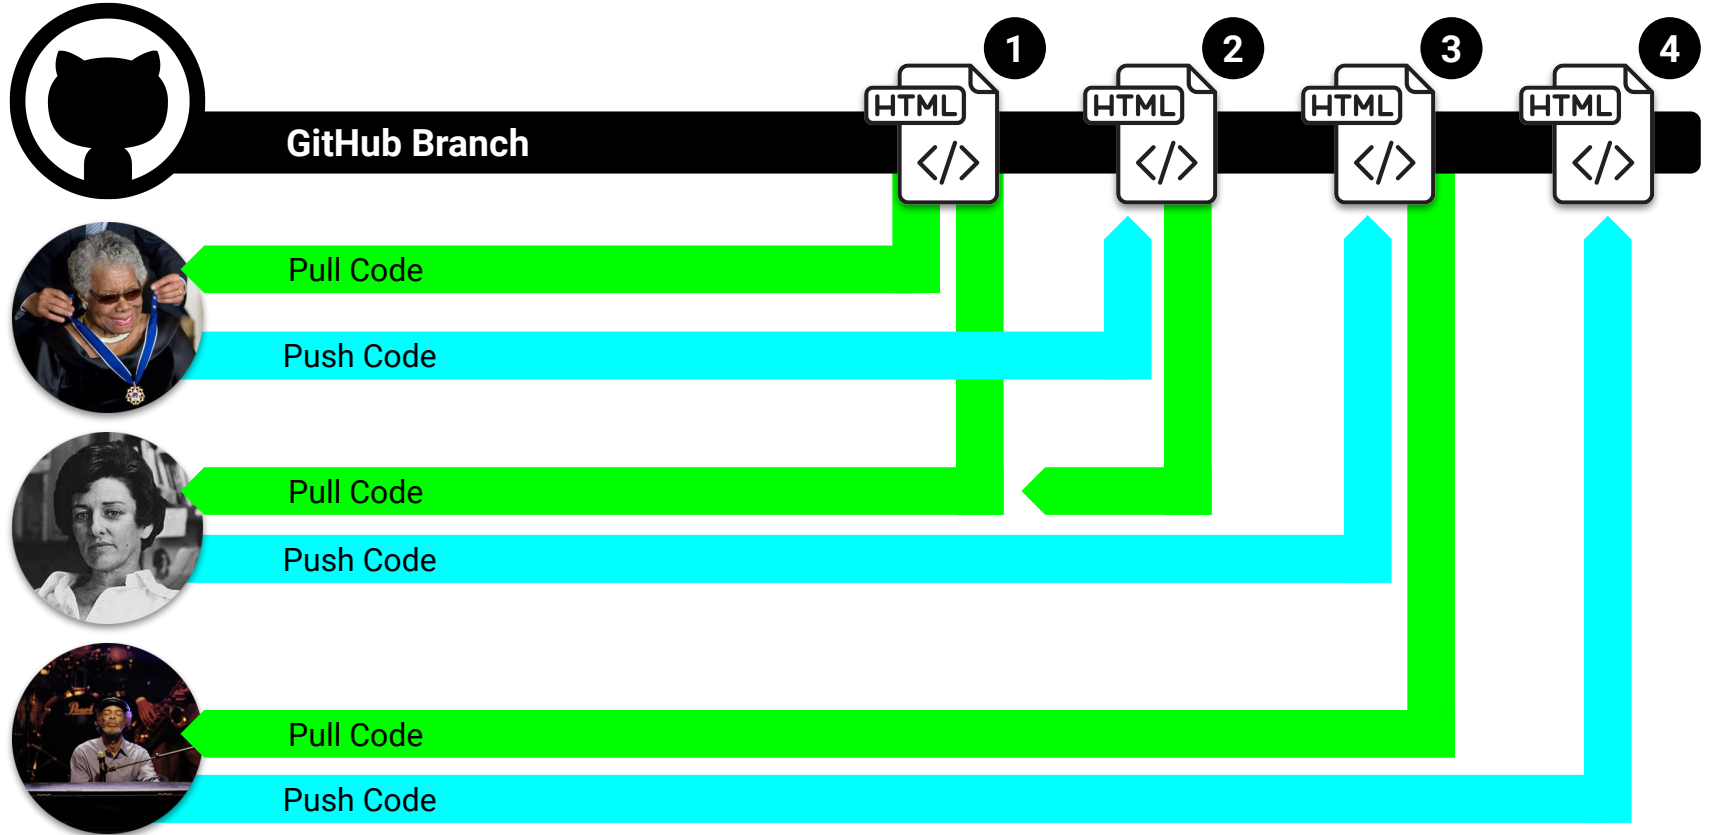 1
2
3
4
HTML
HTML
HTML
HTML
GitHub Branch
</>
</>
</>
</>
Pull Code
Push Code
Pull Code
Push Code
Pearl
Pull Code
Push Code